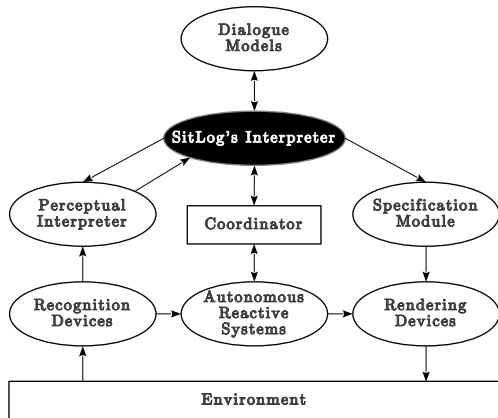 Dialogue
Models
SitLog's Interpreter
Perceptual
Interpreter
Coordinator
Specification
Module
Recognition
Devices
Autonomous
Reactive
Systems
Rendering
Devices
Environment